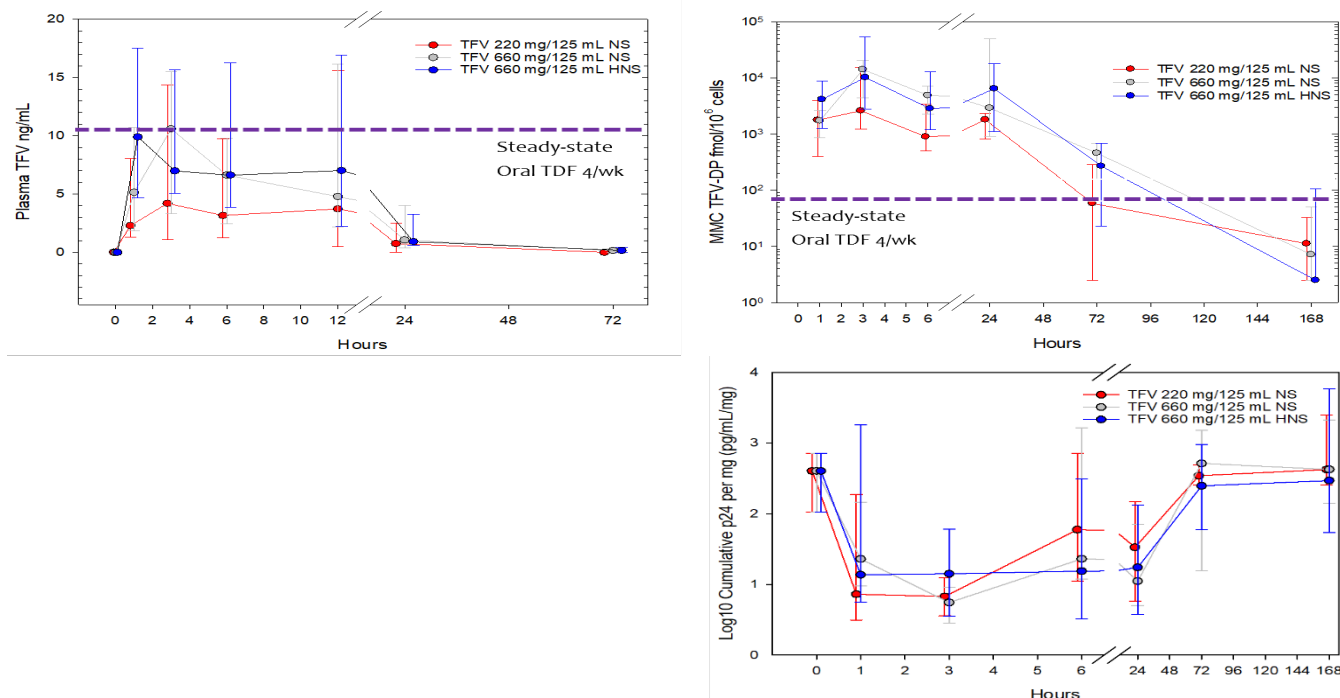 Plasma TFV ng/mL
20
15
10
5
0
TFV 220 mg/125 mL NS
TFV 660 mg/125 mL NS
TFV 660 mg/125 mL HNS
Steady-state
Oral TDF 4/wk
0 2 4 6 8 10 12 24 48 72
Hours
MMC TFV-DP fmol/10⁶ cells
10⁵
10⁴
10³
10²
10¹
10⁰
TFV 220 mg/125 mL NS
TFV 660 mg/125 mL NS
TFV 660 mg/125 mL HNS
Steady-state
Oral TDF 4/wk
0 1 2 3 4 5 6 24 48 72 96 120 144 168
Hours
Log10 Cumulative p24 per mg (pg/mL/mg)
4
3
2
1
0
TFV 220 mg/125 mL NS
TFV 660 mg/125 mL NS
TFV 660 mg/125 mL HNS
0 1 2 3 4 5 6 24 48 72 96 120 144 168
Hours